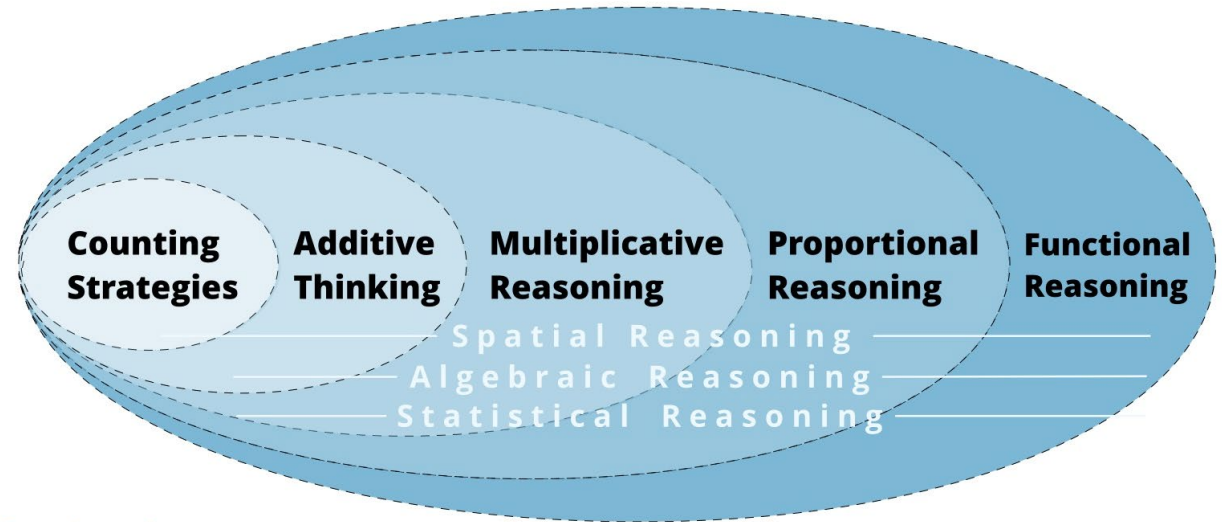 Counting Strategies
Additive Thinking
Multiplicative Reasoning
Proportional Reasoning
Functional Reasoning
Spatial Reasoning
Algebraic Reasoning
Statistical Reasoning